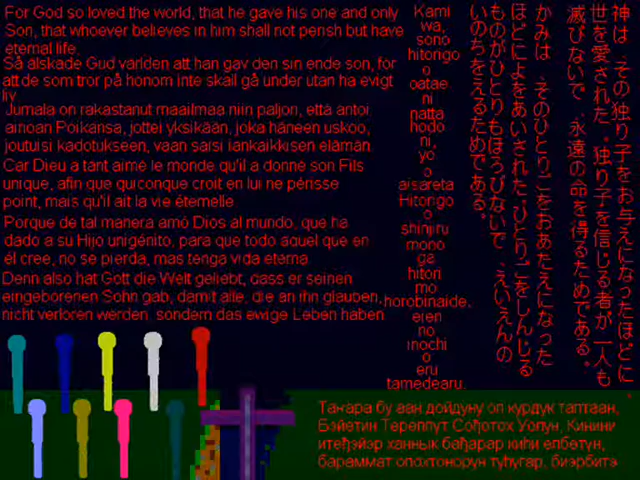 For God so loved the world, that he gave his one and only
Son, that whoever believes in him shall not perish but have
eternal life.
Så älskade Gud världen att han gav den sin ende son, för
att de som tror på honom inte skall gå under utan ha evigt
liv
Jumala on rakastanut maailmaa niin paljon, että antoi
ainoan Poikansa, jottei yksikään, joka häneen uskoo,
joutuisi kadotukseen, vaan saisi iankaikkisen elämän
Car Dieu a tant aimé le monde qu'il a donné son Fils
unique, afin que quiconque croit en lui ne périsse
point, mais qu'il ait la vie éternelle.
Porque de tal manera amó Dios al mundo, que ha
dado a su Hijo unigénito, para que todo aquel que en
él cree, no se pierda, mas tenga vida eterna
Denn also hat Gott die Welt geliebt, dass er seinen
eingeborenen Sohn gab, damit alle, die an ihn glauben,
nicht verloren werden, sondern das ewige Leben haben
Kami
wa,
sono
hitongo
o
oatae
ni
natta
hodo
ni,
yo
o
aisareta
Hitongo
o
shinjiru
mono
ga
hitori
mo
horobinaide,
eien
no
inochi
o
eru
tamedearu.
神は、その独り子をお与えになったほどに
世を愛された。独り子を信じる者が一人も
滅びないで、永遠の命を得るためである。
かみは、そのひとりごをおあたえになった
ほどによをあいされた。ひとりごをしんじる
ものがひとりもほろびないで、えいえんの
いのちをえるためである。
Таҥара бу аан дойдуну ол курдук таптаан,
Бэйэтин Төрөппүт Соҕотох Уолун, Кинини
итэҕэйэр ханнык баҕарар киһи өлбөтүн,
бараммат олохтонорун туһугар, биэрбитэ